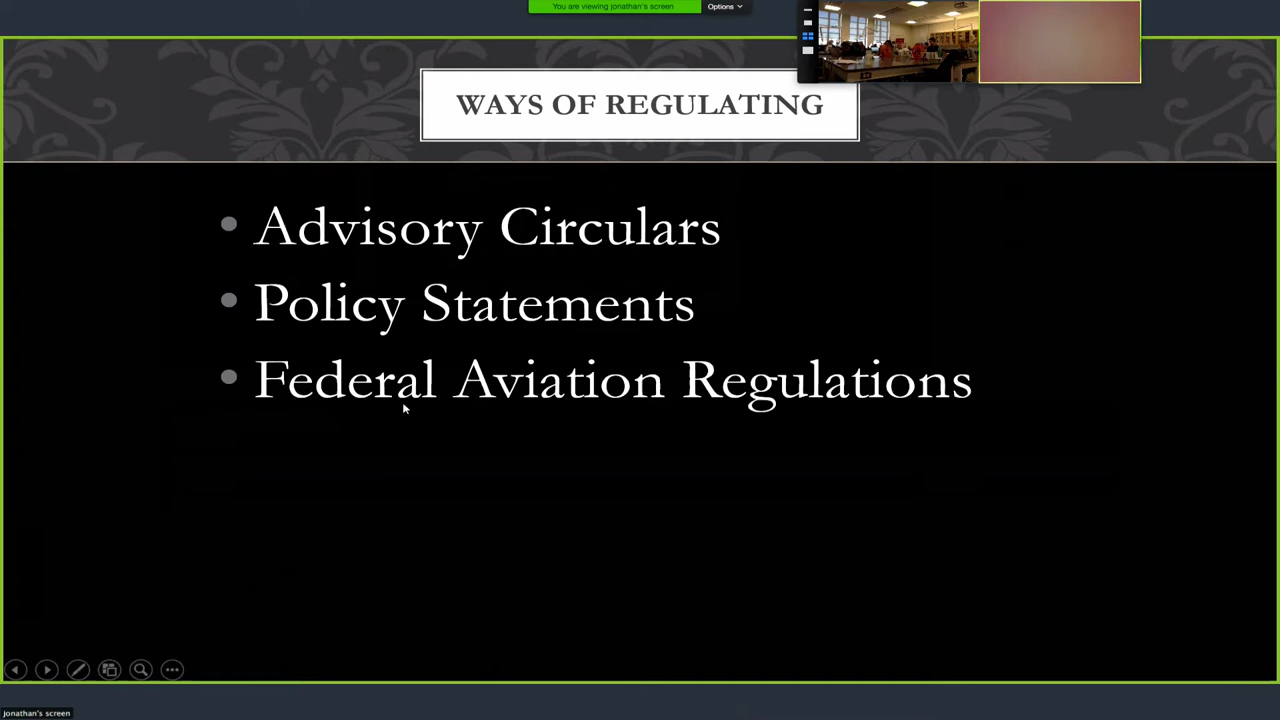 You are viewing jonathan's screen
Options
WAYS OF REGULATING
Advisory Circulars
Policy Statements
Federal Aviation Regulations
jonathan's screen